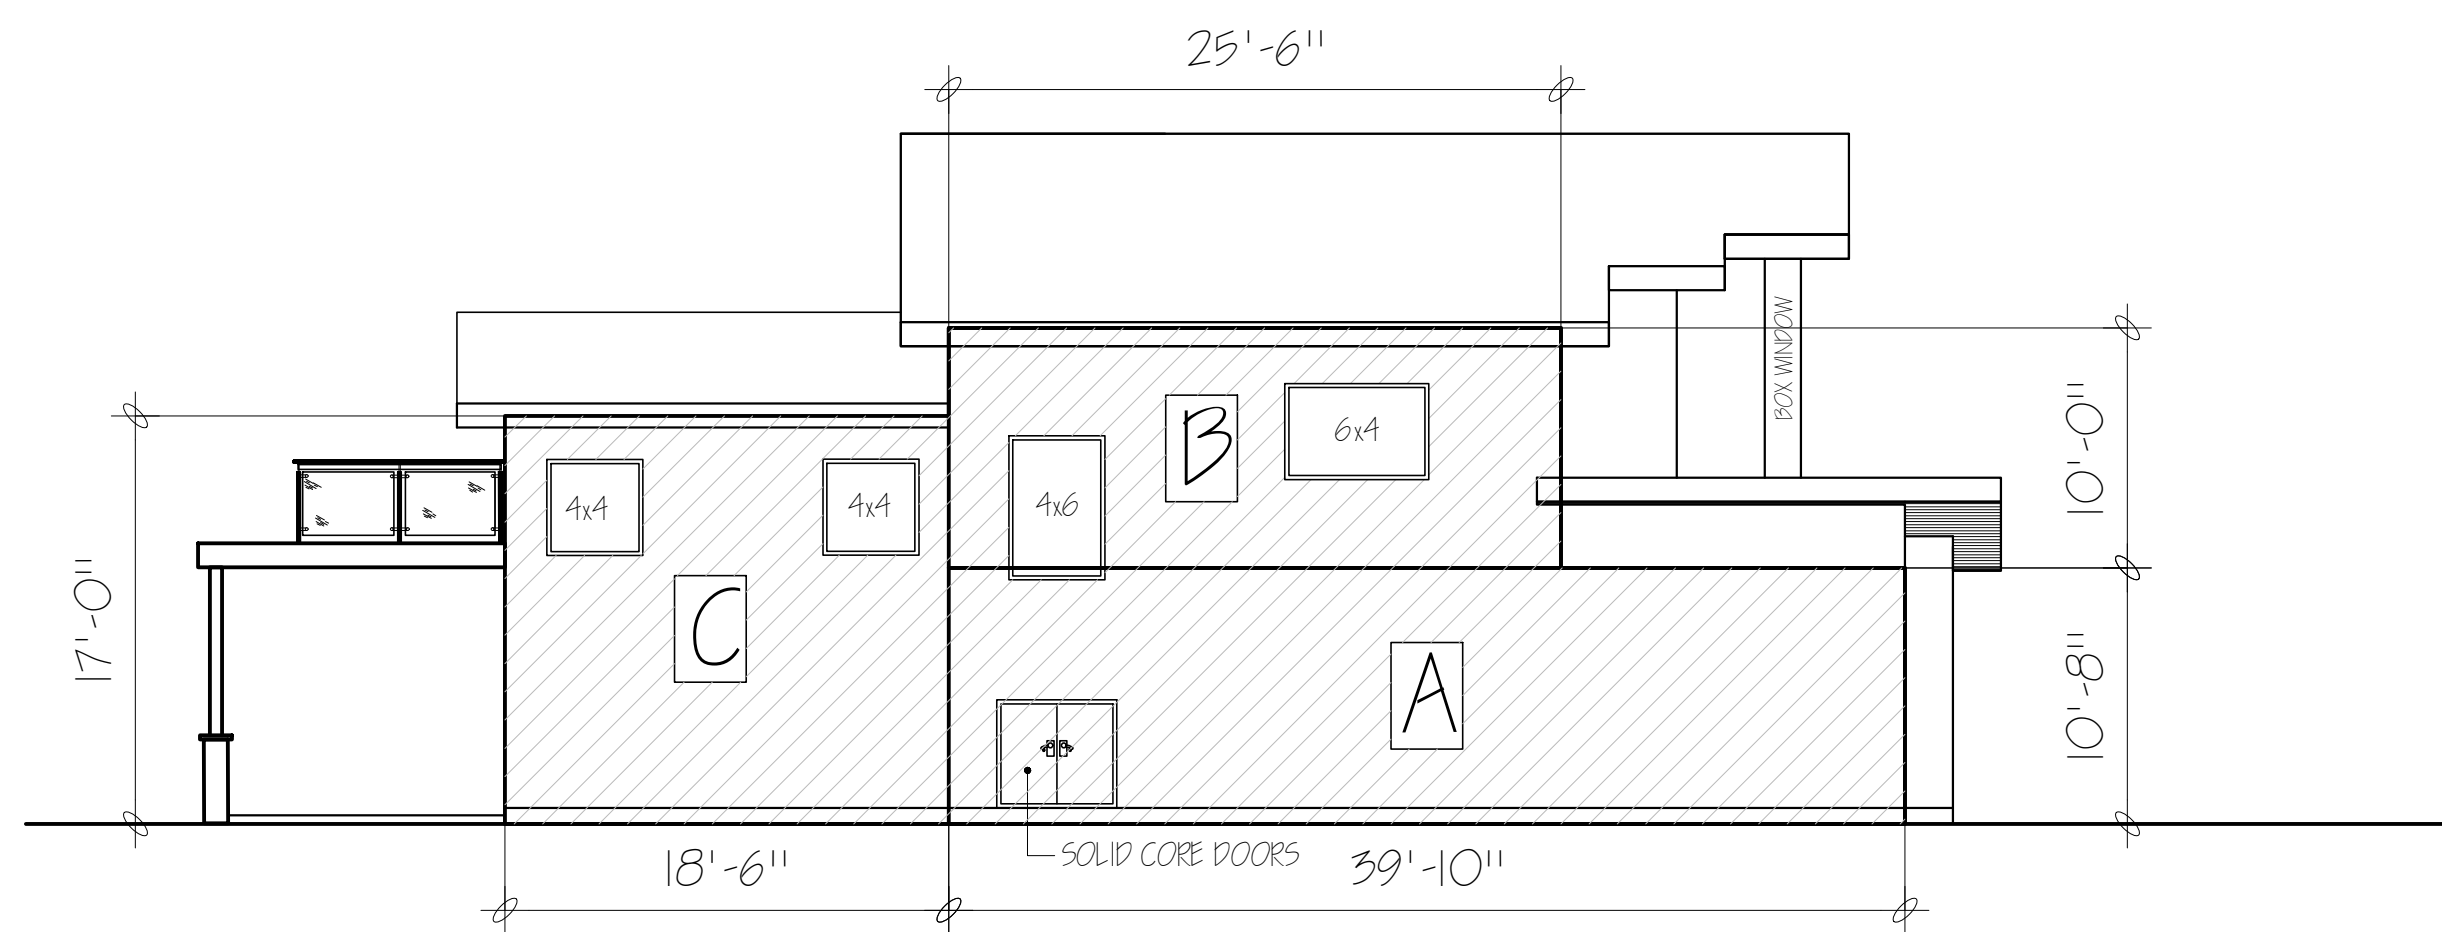 25'-6"
BOX WINDOW
10'-0"
B
6x4
4x4
4x4
4x6
17'-0"
C
A
10'-8"
SOLID CORE DOORS
18'-6"
39'-10"